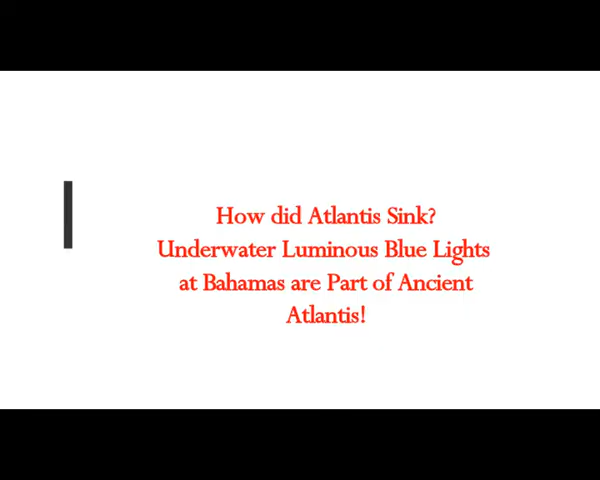 How did Atlantis Sink?
Underwater Luminous Blue Lights
at Bahamas are Part of Ancient
Atlantis!